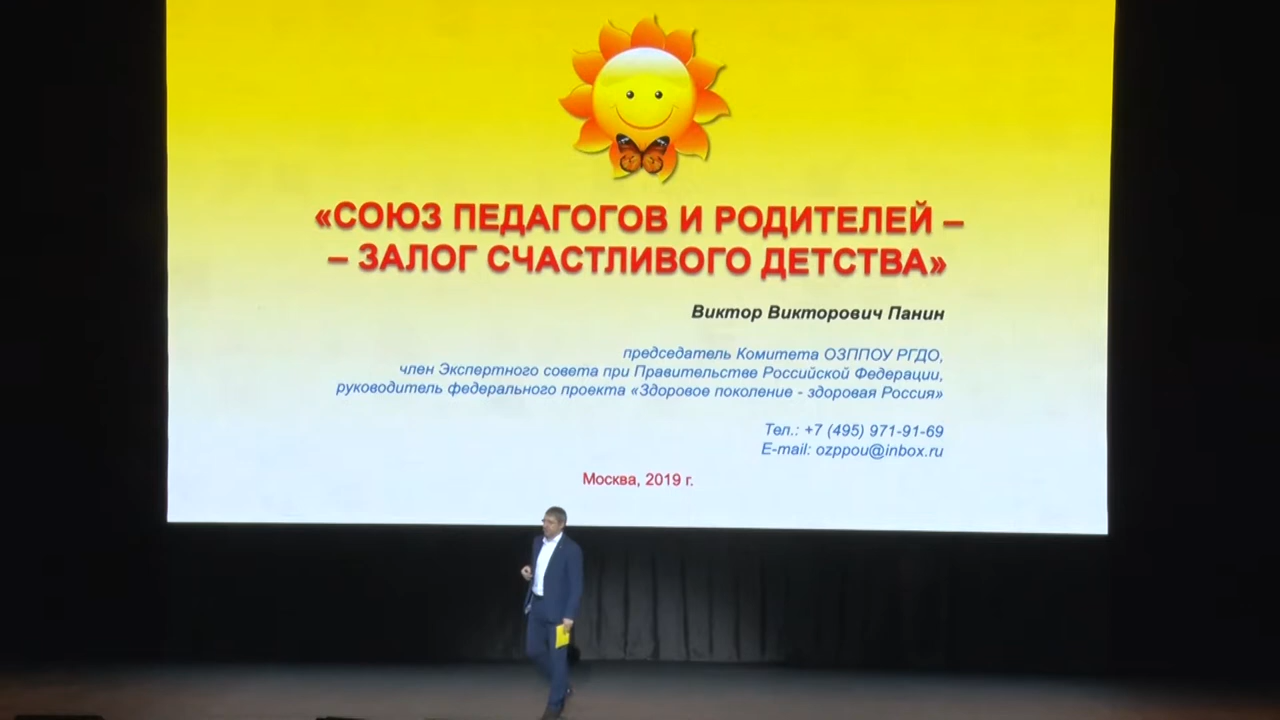 «СОЮЗ ПЕДАГОГОВ И РОДИТЕЛЕЙ –
– ЗАЛОГ СЧАСТЛИВОГО ДЕТСТВА»
Виктор Викторович Панин
председатель Комитета ОЗППОУ РГДО,
член Экспертного совета при Правительстве Российской Федерации,
руководитель федерального проекта «Здоровое поколение - здоровая Россия»
Тел.: +7 (495) 971-91-69
E-mail: ozppou@inbox.ru
Москва, 2019 г.